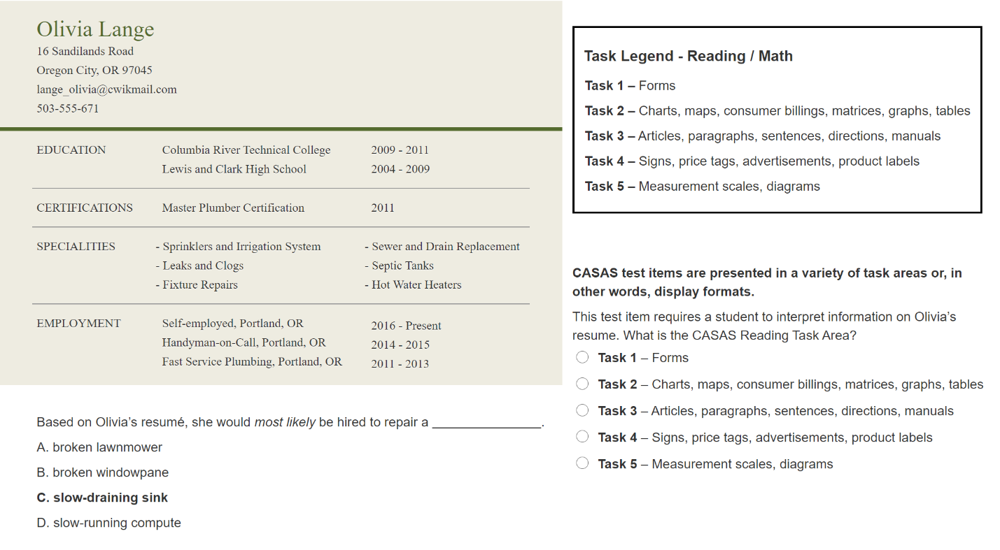 Olivia Lange
16 Sandilands Road
Oregon City, OR 97045
lange_olivia@cwikmail.com
503-555-671
EDUCATION Columbia River Technical College 2009 - 2011
Lewis and Clark High School 2004 - 2009
CERTIFICATIONS Master Plumber Certification 2011
SPECIALITIES - Sprinklers and Irrigation System - Sewer and Drain Replacement
- Leaks and Clogs - Septic Tanks
- Fixture Repairs - Hot Water Heaters
EMPLOYMENT Self-employed, Portland, OR 2016 - Present
Handyman-on-Call, Portland, OR 2014 - 2015
Fast Service Plumbing, Portland, OR 2011 - 2013
Based on Olivia’s resumé, she would most likely be hired to repair a _______________.
A. broken lawnmower
B. broken windowpane
C. slow-draining sink
D. slow-running compute
Task Legend - Reading / Math
Task 1 – Forms
Task 2 – Charts, maps, consumer billings, matrices, graphs, tables
Task 3 – Articles, paragraphs, sentences, directions, manuals
Task 4 – Signs, price tags, advertisements, product labels
Task 5 – Measurement scales, diagrams
CASAS test items are presented in a variety of task areas or, in
other words, display formats.
This test item requires a student to interpret information on Olivia’s
resume. What is the CASAS Reading Task Area?
Task 1 – Forms
Task 2 – Charts, maps, consumer billings, matrices, graphs, tables
Task 3 – Articles, paragraphs, sentences, directions, manuals
Task 4 – Signs, price tags, advertisements, product labels
Task 5 – Measurement scales, diagrams